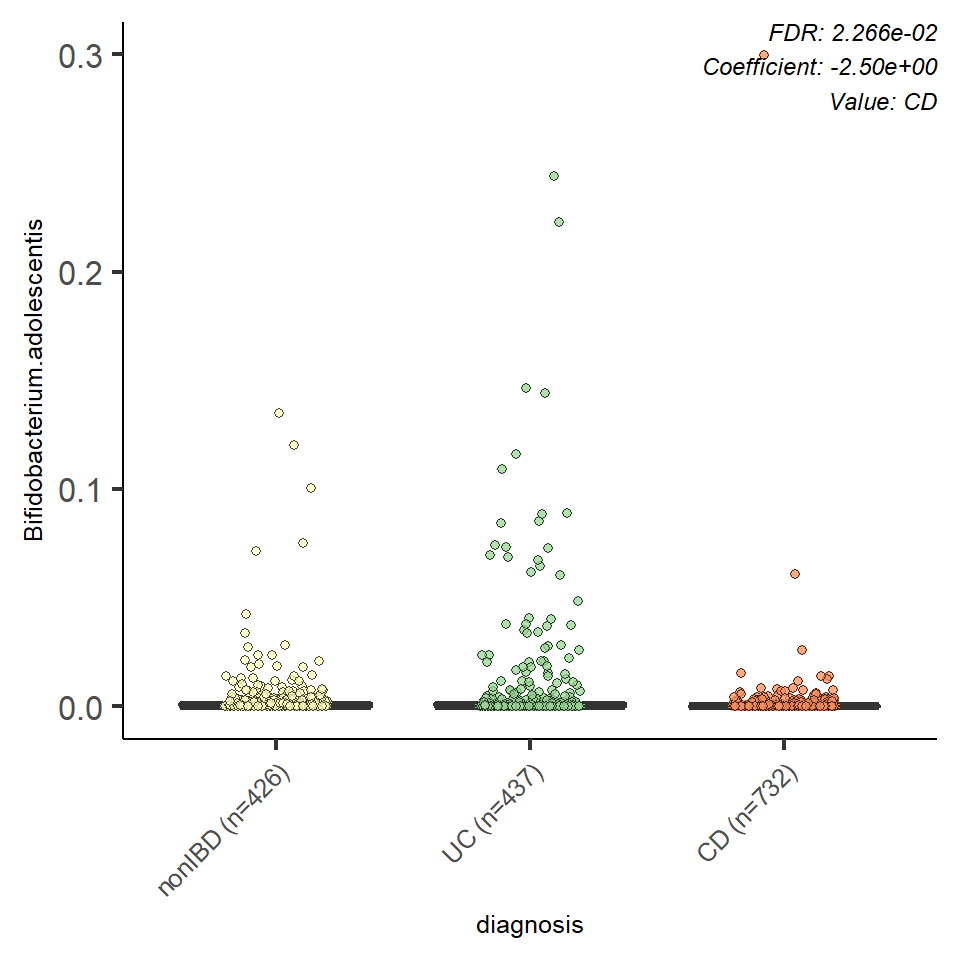 FDR: 2.266e-02
Coefficient: -2.50e+00
Value: CD
Bifidobacterium.adolescentis
0.3
0.2
0.1
0.0
nonIBD (n=426)
UC (n=437)
CD (n=732)
diagnosis